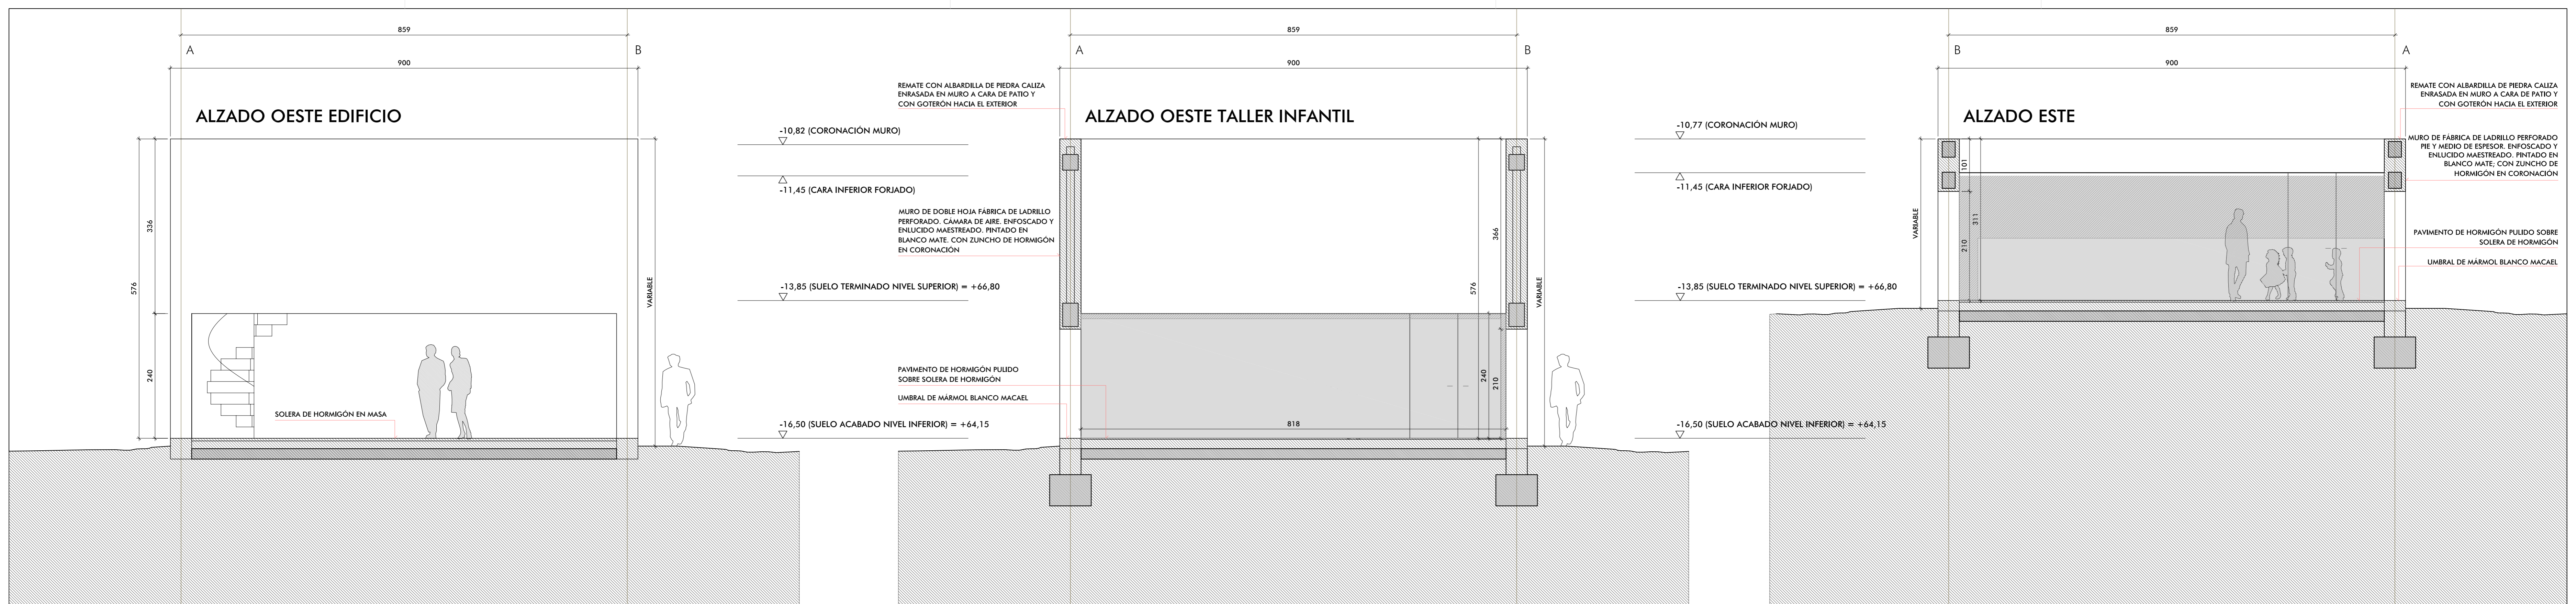 859
A
B
900
ALZADO OESTE EDIFICIO
336
576
240
VARIABLE
SOLERA DE HORMIGÓN EN MASA
-10,82 (CORONACIÓN MURO)
-11,45 (CARA INFERIOR FORJADO)
-13,85 (SUELO TERMINADO NIVEL SUPERIOR) = +66,80
-16,50 (SUELO ACABADO NIVEL INFERIOR) = +64,15
859
A
B
900
REMATE CON ALBARDILLA DE PIEDRA CALIZA
ENRASADA EN MURO A CARA DE PATIO Y
CON GOTERÓN HACIA EL EXTERIOR
ALZADO OESTE TALLER INFANTIL
MURO DE DOBLE HOJA FÁBRICA DE LADRILLO
PERFORADO. CÁMARA DE AIRE. ENFOSCADO Y
ENLUCIDO MAESTREADO. PINTADO EN
BLANCO MATE. CON ZUNCHO DE HORMIGÓN
EN CORONACIÓN
366
576
VARIABLE
PAVIMENTO DE HORMIGÓN PULIDO
SOBRE SOLERA DE HORMIGÓN
UMBRAL DE MÁRMOL BLANCO MACAEL
240
210
818
-10,77 (CORONACIÓN MURO)
-11,45 (CARA INFERIOR FORJADO)
-13,85 (SUELO TERMINADO NIVEL SUPERIOR) = +66,80
-16,50 (SUELO ACABADO NIVEL INFERIOR) = +64,15
859
B
A
900
ALZADO ESTE
REMATE CON ALBARDILLA DE PIEDRA CALIZA
ENRASADA EN MURO A CARA DE PATIO Y
CON GOTERÓN HACIA EL EXTERIOR
MURO DE FÁBRICA DE LADRILLO PERFORADO
PIE Y MEDIO DE ESPESOR. ENFOSCADO Y
ENLUCIDO MAESTREADO. PINTADO EN
BLANCO MATE; CON ZUNCHO DE
HORMIGÓN EN CORONACIÓN
101
311
210
VARIABLE
PAVIMENTO DE HORMIGÓN PULIDO SOBRE
SOLERA DE HORMIGÓN
UMBRAL DE MÁRMOL BLANCO MACAEL